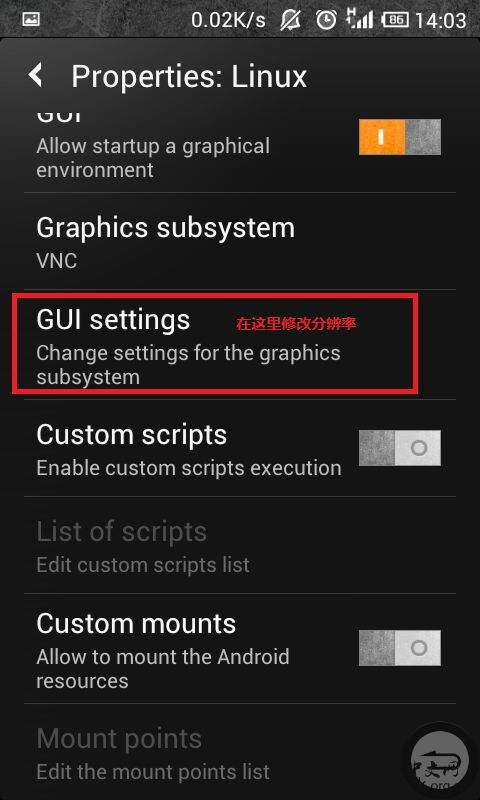 0.02K/s
H
86
14:03
Properties: Linux
GUI
Allow startup a graphical
environment
Graphics subsystem
VNC
GUI settings 在这里修改分辨率
Change settings for the graphics
subsystem
Custom scripts
Enable custom scripts execution
List of scripts
Edit custom scripts list
Custom mounts
Allow to mount the Android
resources
Mount points
Edit the mount points list